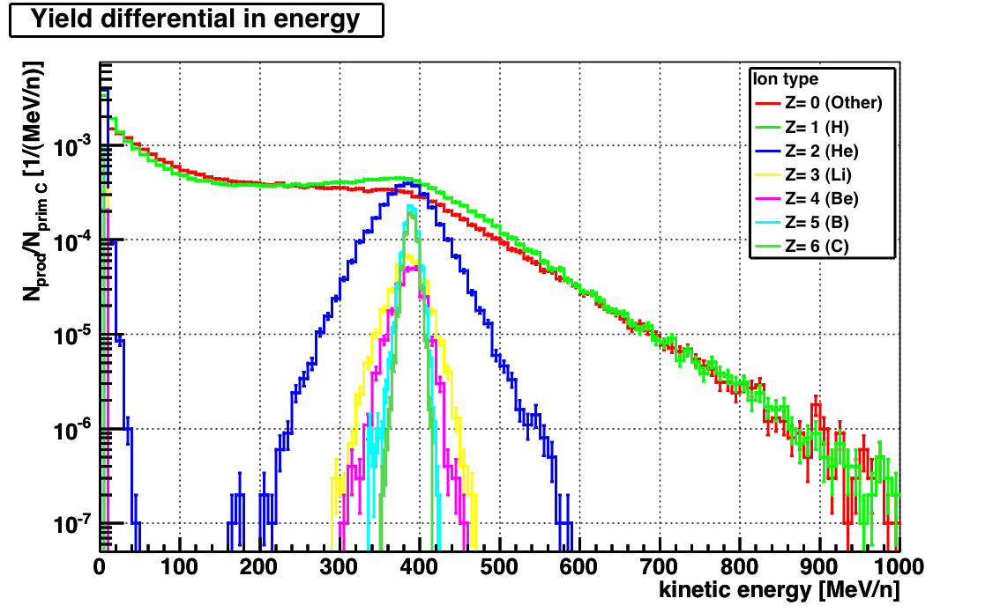 Yield differential in energy
N_prod/N_prim C [1/(MeV/n)]
10^-3
10^-4
10^-5
10^-6
10^-7
Ion type
Z= 0 (Other)
Z= 1 (H)
Z= 2 (He)
Z= 3 (Li)
Z= 4 (Be)
Z= 5 (B)
Z= 6 (C)
0 100 200 300 400 500 600 700 800 900 1000
kinetic energy [MeV/n]